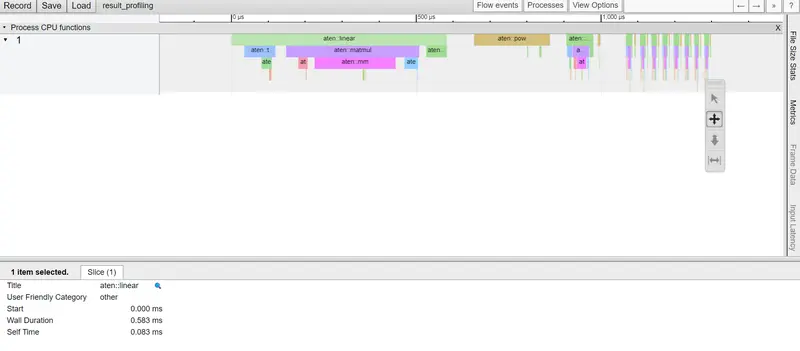 Record Save Load result_profiling Flow events Processes View Options ← → » ?
0 µs 500 µs 1,000 µs
▾ Process CPU functions X
▾ 1
aten::linear aten::pow aten:...
aten::t aten::matmul aten... a...
ate at aten::mm ate at
File Size Stats
Metrics
Frame Data
Input Latency
1 item selected. Slice (1)
Title aten::linear
User Friendly Category other
Start 0.000 ms
Wall Duration 0.583 ms
Self Time 0.083 ms